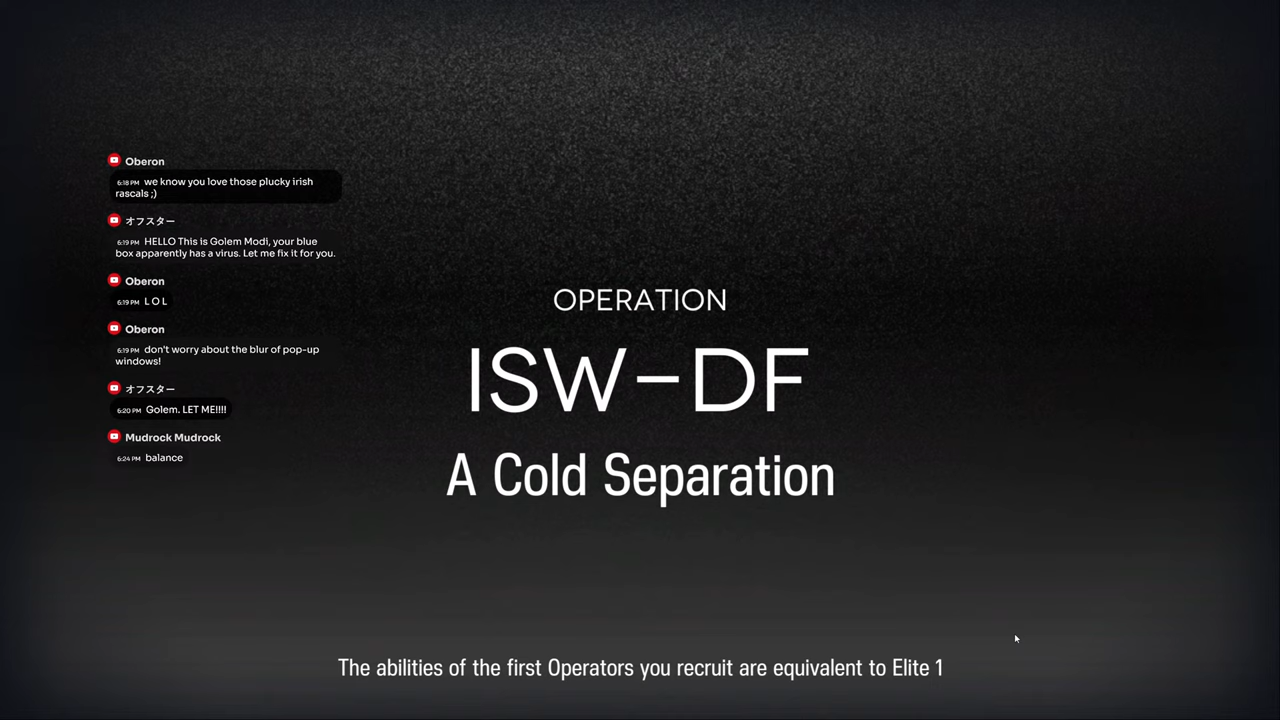 Oberon
6:18 PM we know you love those plucky irish
rascals ;)
オフスター
6:19 PM HELLO This is Golem Modi, your blue
box apparently has a virus. Let me fix it for you.
Oberon
6:19 PM L O L
Oberon
6:19 PM don't worry about the blur of pop-up
windows!
オフスター
6:20 PM Golem. LET ME!!!!
Mudrock Mudrock
6:24 PM balance
OPERATION
ISW-DF
A Cold Separation
The abilities of the first Operators you recruit are equivalent to Elite 1